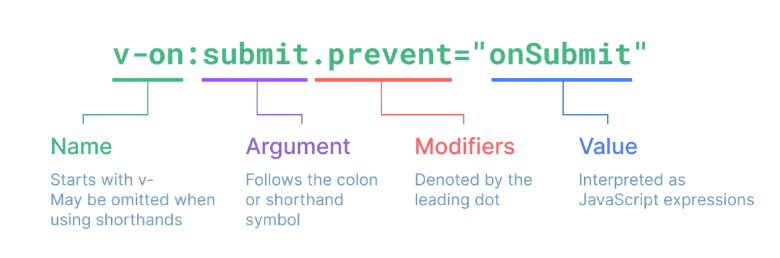 v-on:submit.prevent="onSubmit"
Name
Argument
Modifiers
Value
Starts with v-
May be omitted when
using shorthands
Follows the colon
or shorthand
symbol
Denoted by the
leading dot
Interpreted as
JavaScript expressions